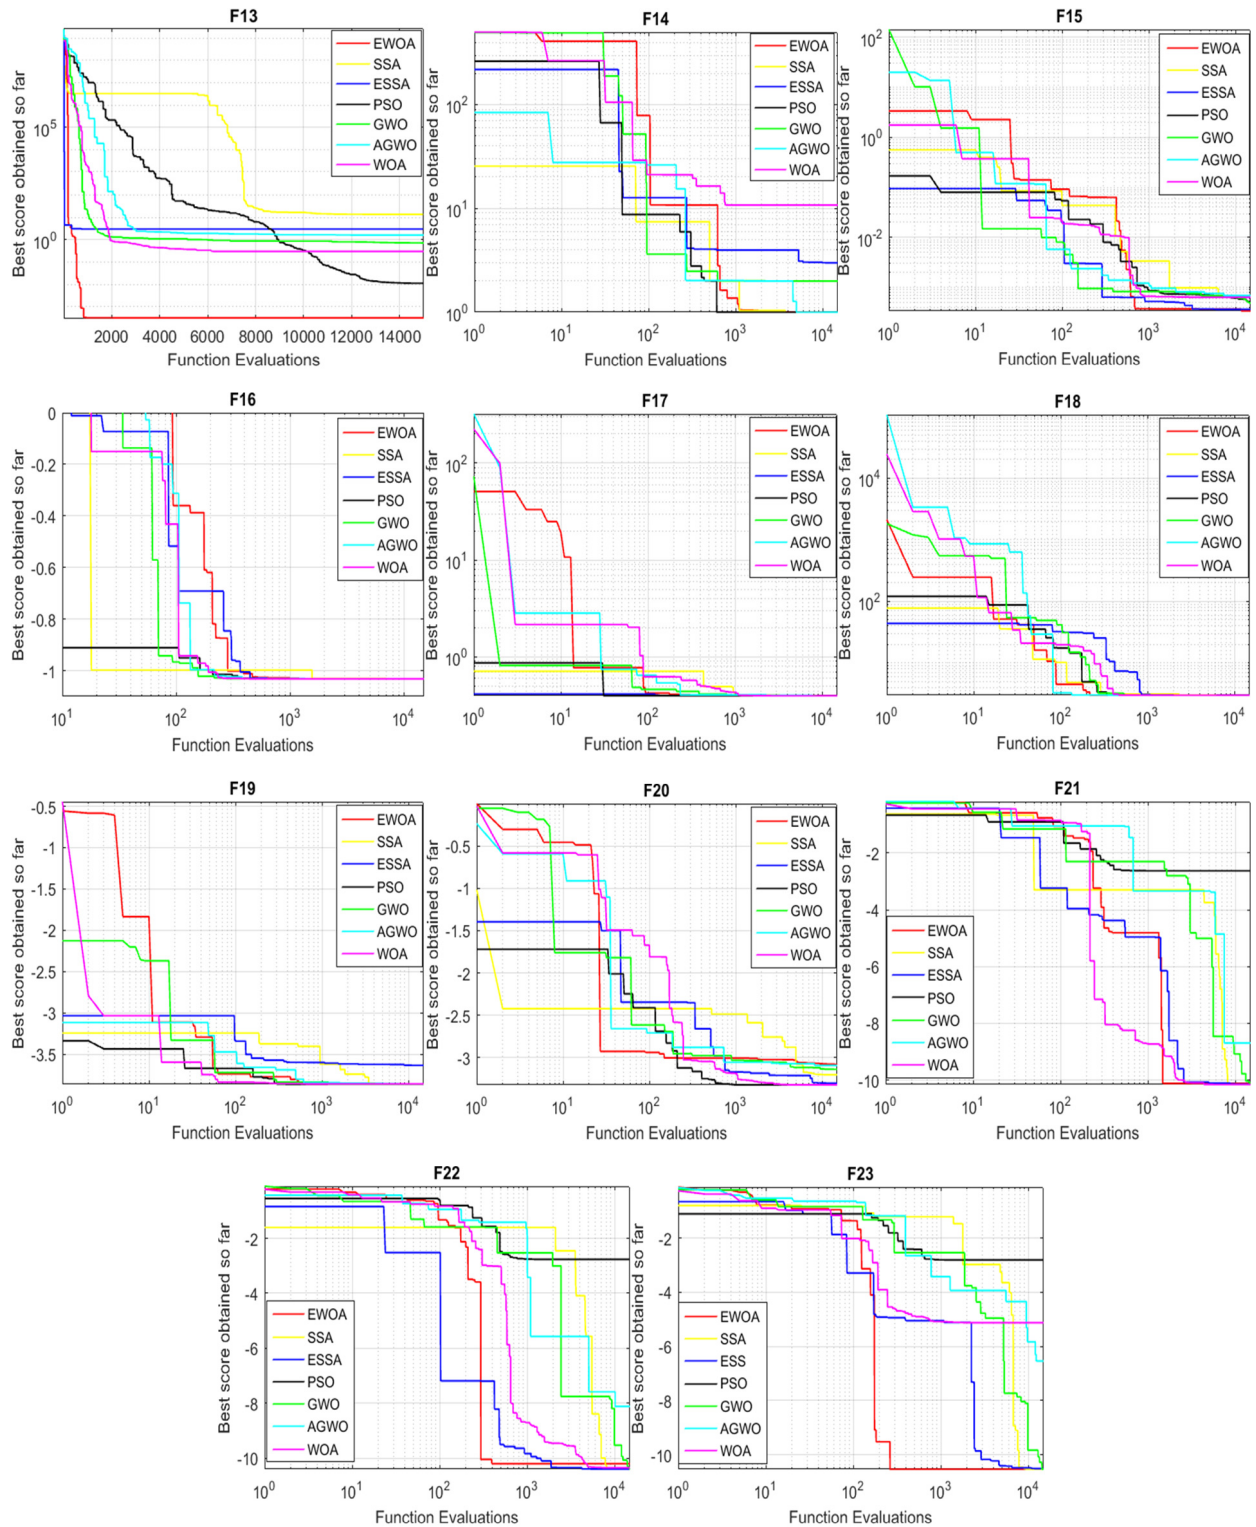 F13
Best score obtained so far
10^5
10^0
2000 4000 6000 8000 10000 12000 14000
Function Evaluations
EWOA
SSA
ESSA
PSO
GWO
AGWO
WOA
F14
Best score obtained so far
10^2
10^1
10^0
10^0 10^1 10^2 10^3 10^4
Function Evaluations
EWOA
SSA
ESSA
PSO
GWO
AGWO
WOA
F15
Best score obtained so far
10^2
10^0
10^-2
10^0 10^1 10^2 10^3 10^4
Function Evaluations
EWOA
SSA
ESSA
PSO
GWO
AGWO
WOA
F16
Best score obtained so far
0
-0.2
-0.4
-0.6
-0.8
-1
10^1 10^2 10^3 10^4
Function Evaluations
EWOA
SSA
ESSA
PSO
GWO
AGWO
WOA
F17
Best score obtained so far
10^2
10^1
10^0
10^0 10^1 10^2 10^3 10^4
Function Evaluations
EWOA
SSA
ESSA
PSO
GWO
AGWO
WOA
F18
Best score obtained so far
10^4
10^2
10^0 10^1 10^2 10^3 10^4
Function Evaluations
EWOA
SSA
ESSA
PSO
GWO
AGWO
WOA
F19
Best score obtained so far
-0.5
-1
-1.5
-2
-2.5
-3
-3.5
10^0 10^1 10^2 10^3 10^4
Function Evaluations
EWOA
SSA
ESSA
PSO
GWO
AGWO
WOA
F20
Best score obtained so far
-0.5
-1
-1.5
-2
-2.5
-3
10^0 10^1 10^2 10^3 10^4
Function Evaluations
EWOA
SSA
ESSA
PSO
GWO
AGWO
WOA
F21
Best score obtained so far
-2
-4
-6
-8
-10
10^0 10^1 10^2 10^3 10^4
Function Evaluations
EWOA
SSA
ESSA
PSO
GWO
AGWO
WOA
F22
Best score obtained so far
-2
-4
-6
-8
-10
10^0 10^1 10^2 10^3 10^4
Function Evaluations
EWOA
SSA
ESSA
PSO
GWO
AGWO
WOA
F23
Best score obtained so far
-2
-4
-6
-8
-10
10^0 10^1 10^2 10^3 10^4
Function Evaluations
EWOA
SSA
ESS
PSO
GWO
AGWO
WOA